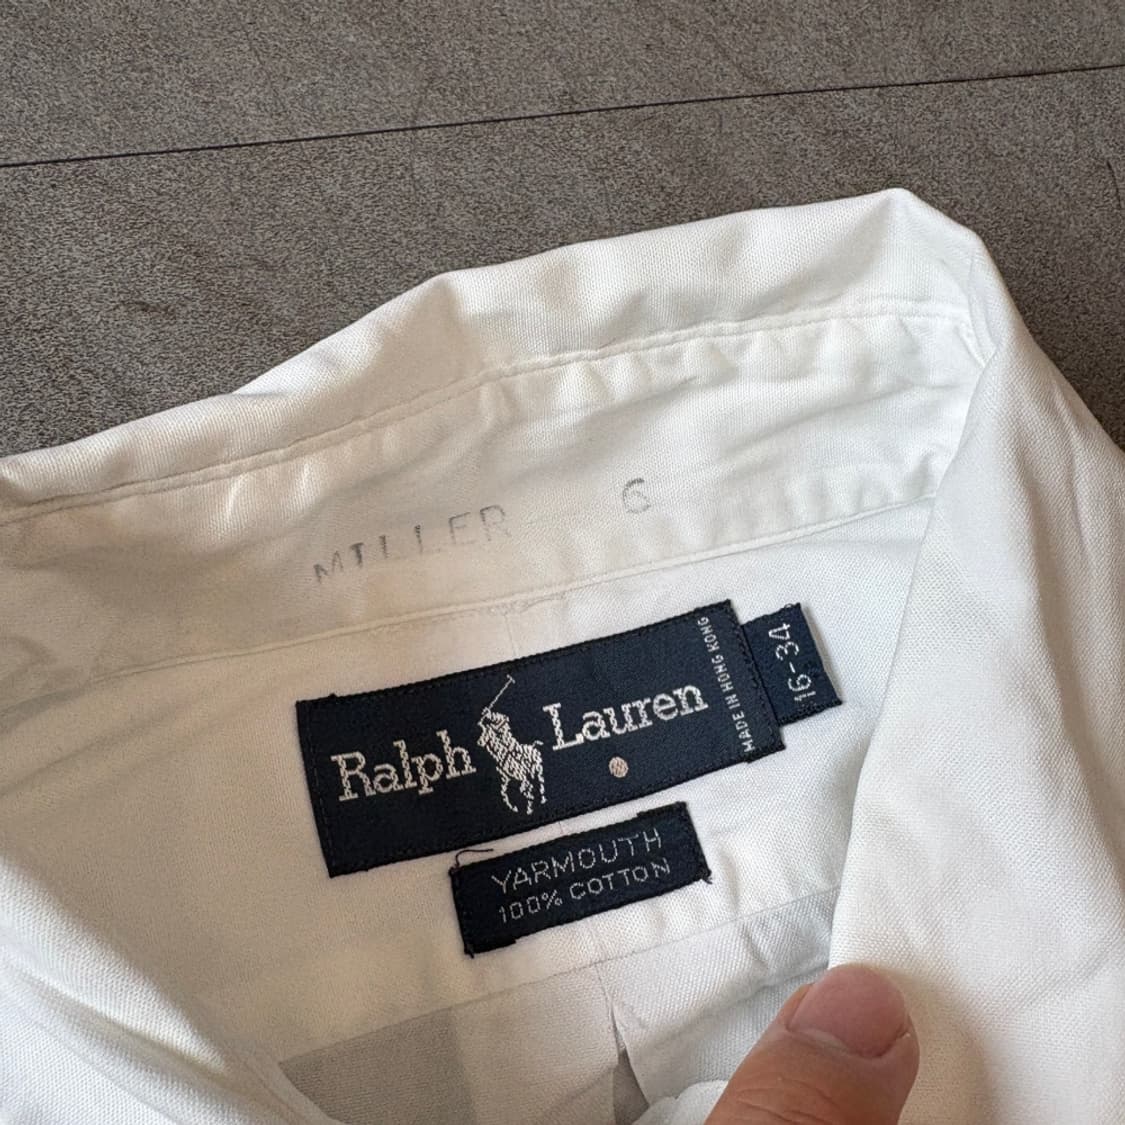 MILLER 6
Ralph Lauren
MADE IN HONG KONG
16-34
YARMOUTH
100% COTTON